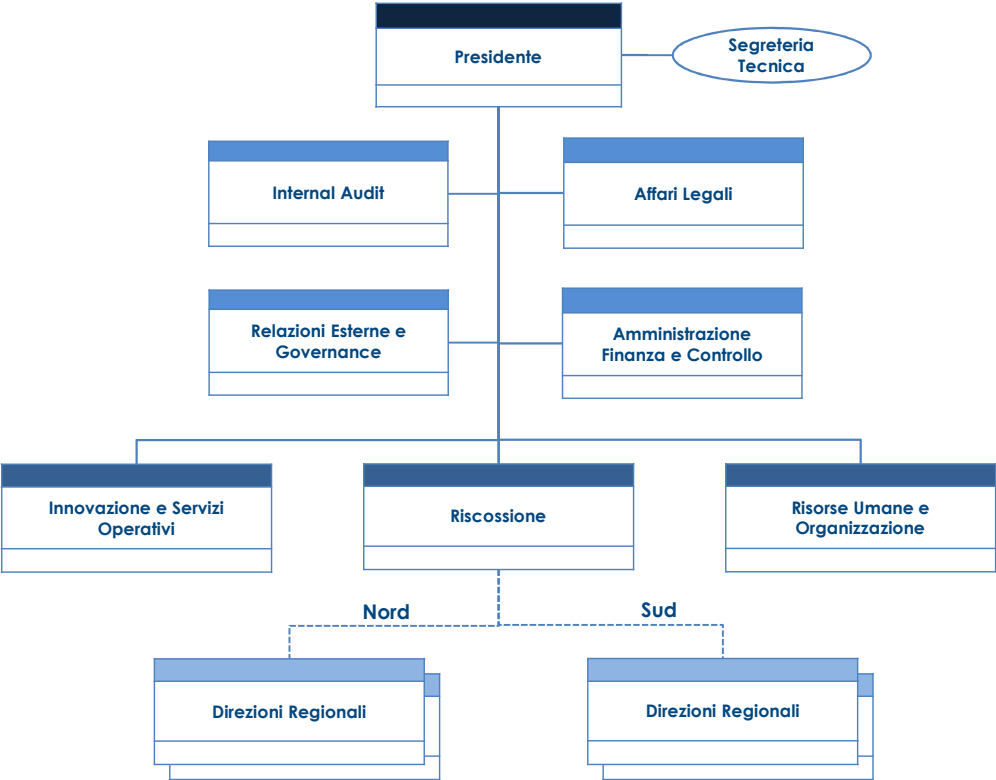 Presidente
Segreteria
Tecnica
Internal Audit
Affari Legali
Relazioni Esterne e
Governance
Amministrazione
Finanza e Controllo
Innovazione e Servizi
Operativi
Riscossione
Risorse Umane e
Organizzazione
Nord
Sud
Direzioni Regionali
Direzioni Regionali